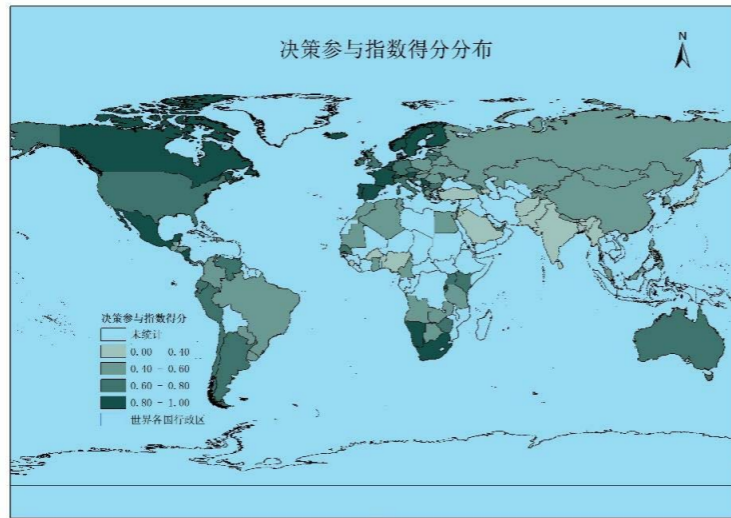 决策参与指数得分分布
N
决策参与指数得分
未统计
0.00 - 0.40
0.40 - 0.60
0.60 - 0.80
0.80 - 1.00
世界各国行政区